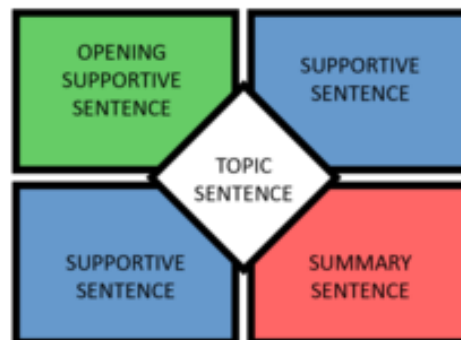 OPENING
SUPPORTIVE
SENTENCE
SUPPORTIVE
SENTENCE
TOPIC
SENTENCE
SUPPORTIVE
SENTENCE
SUMMARY
SENTENCE